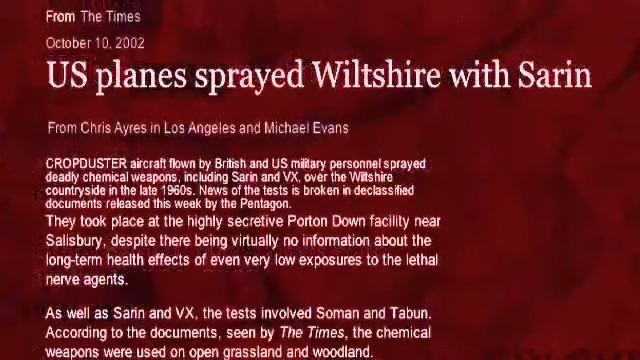 From The Times
October 10, 2002
US planes sprayed Wiltshire with Sarin
From Chris Ayres in Los Angeles and Michael Evans
CROPDUSTER aircraft flown by British and US military personnel sprayed
deadly chemical weapons, including Sarin and VX, over the Wiltshire
countryside in the late 1960s. News of the tests is broken in declassified
documents released this week by the Pentagon.
They took place at the highly secretive Porton Down facility near
Salisbury, despite there being virtually no information about the
long-term health effects of even very low exposures to the lethal
nerve agents.
As well as Sarin and VX, the tests involved Soman and Tabun.
According to the documents, seen by The Times, the chemical
weapons were used on open grassland and woodland.